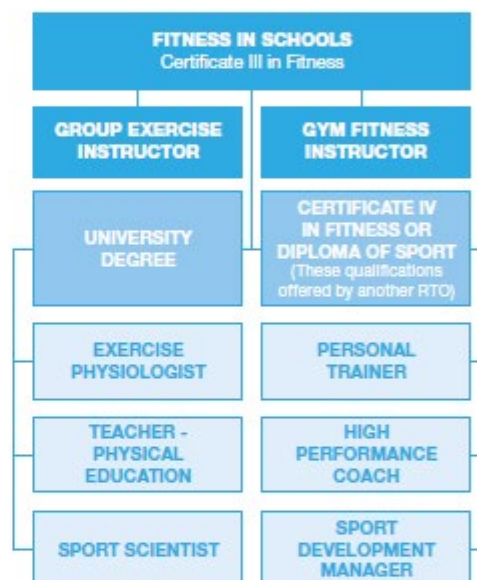 FITNESS IN SCHOOLS
Certificate III in Fitness
GROUP EXERCISE
INSTRUCTOR
GYM FITNESS
INSTRUCTOR
UNIVERSITY
DEGREE
CERTIFICATE IV
IN FITNESS OR
DIPLOMA OF SPORT
(These qualifications
offered by another RTO)
EXERCISE
PHYSIOLOGIST
PERSONAL
TRAINER
TEACHER -
PHYSICAL
EDUCATION
HIGH
PERFORMANCE
COACH
SPORT SCIENTIST
SPORT
DEVELOPMENT
MANAGER